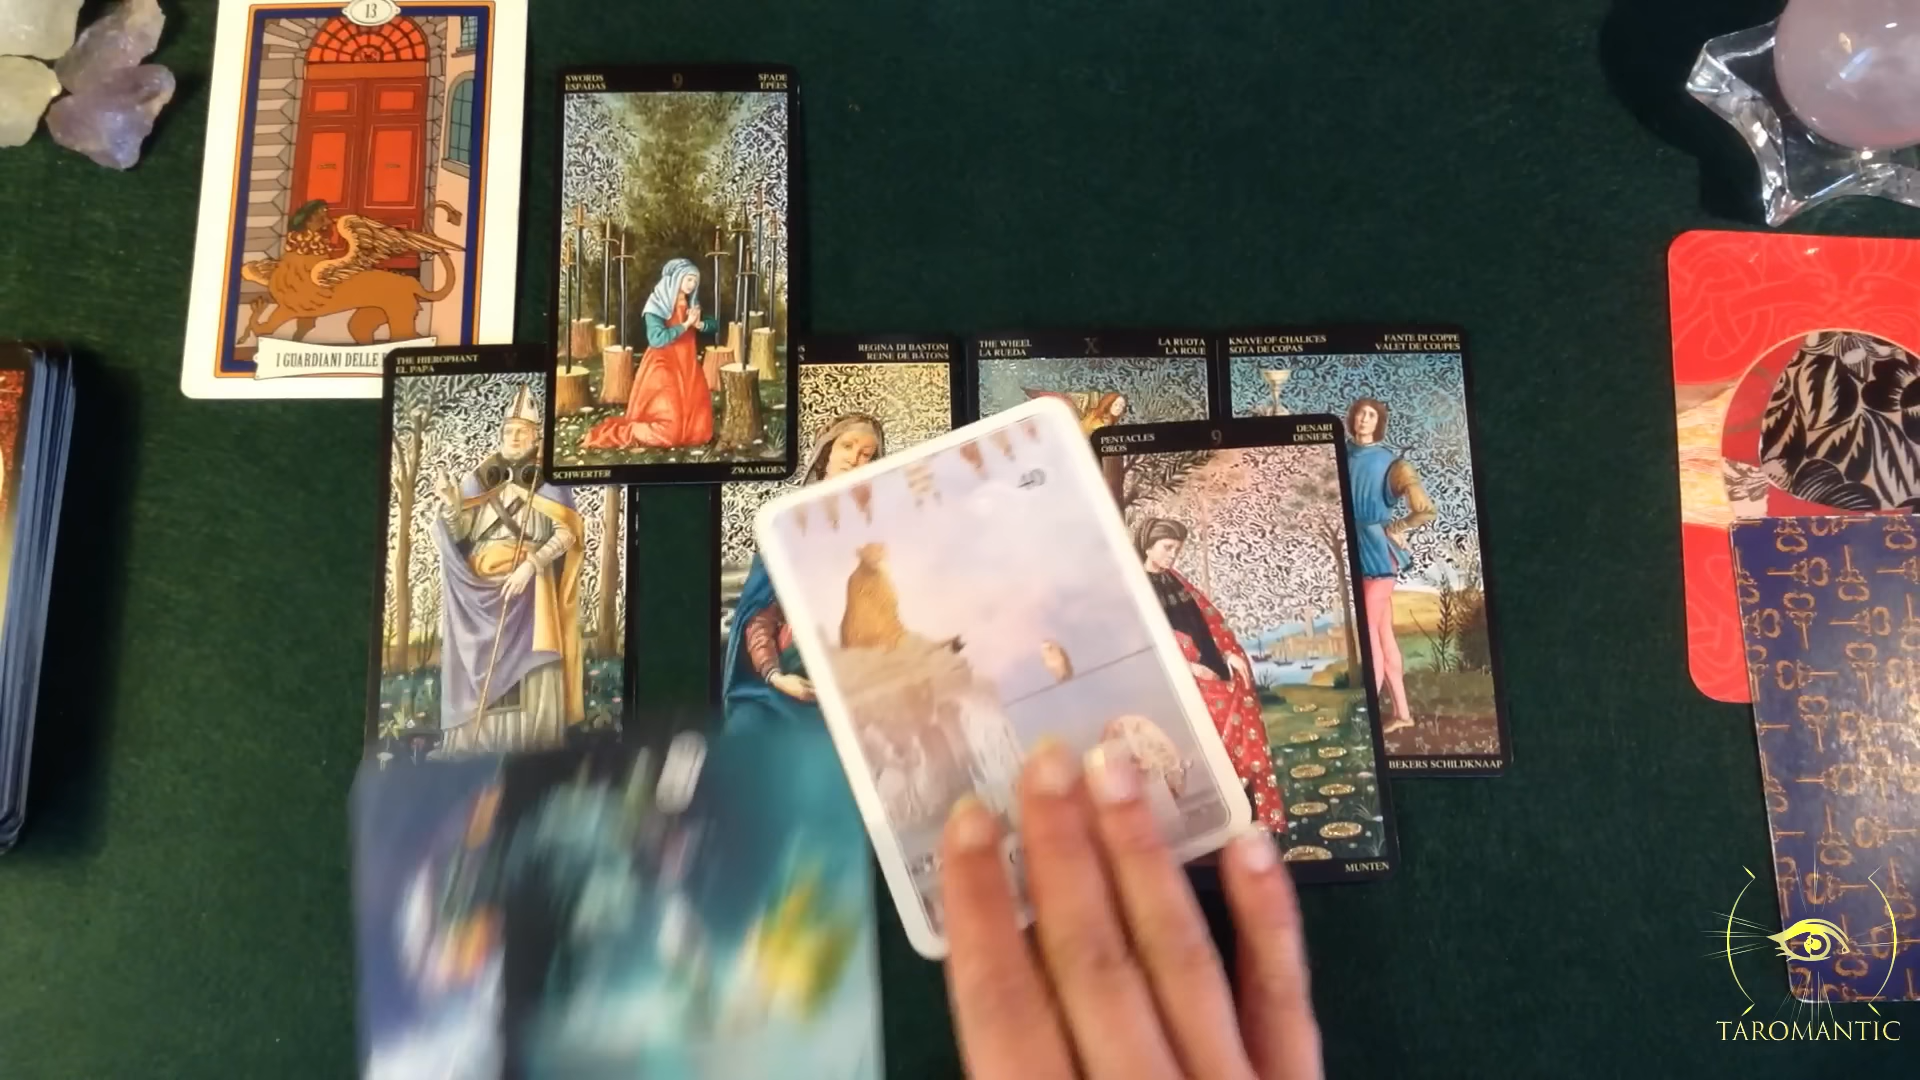 13
I GUARDIANI DELLE
SWORDS
ESPADAS
9
SPADE
EPÉES
SCHWERTER
ZWAARDEN
THE HIEROPHANT
EL PAPA
REGINA DI BASTONI
REINE DE BÂTONS
THE WHEEL
LA RUEDA
X
LA RUOTA
LA ROUE
KNAVE OF CHALICES
SOTA DE COPAS
FANTE DI COPPE
VALET DE COUPES
PENTACLES
OROS
9
DENARI
DENIERS
MUNTEN
BEKERS SCHILDKNAAP
TAROMANTIC